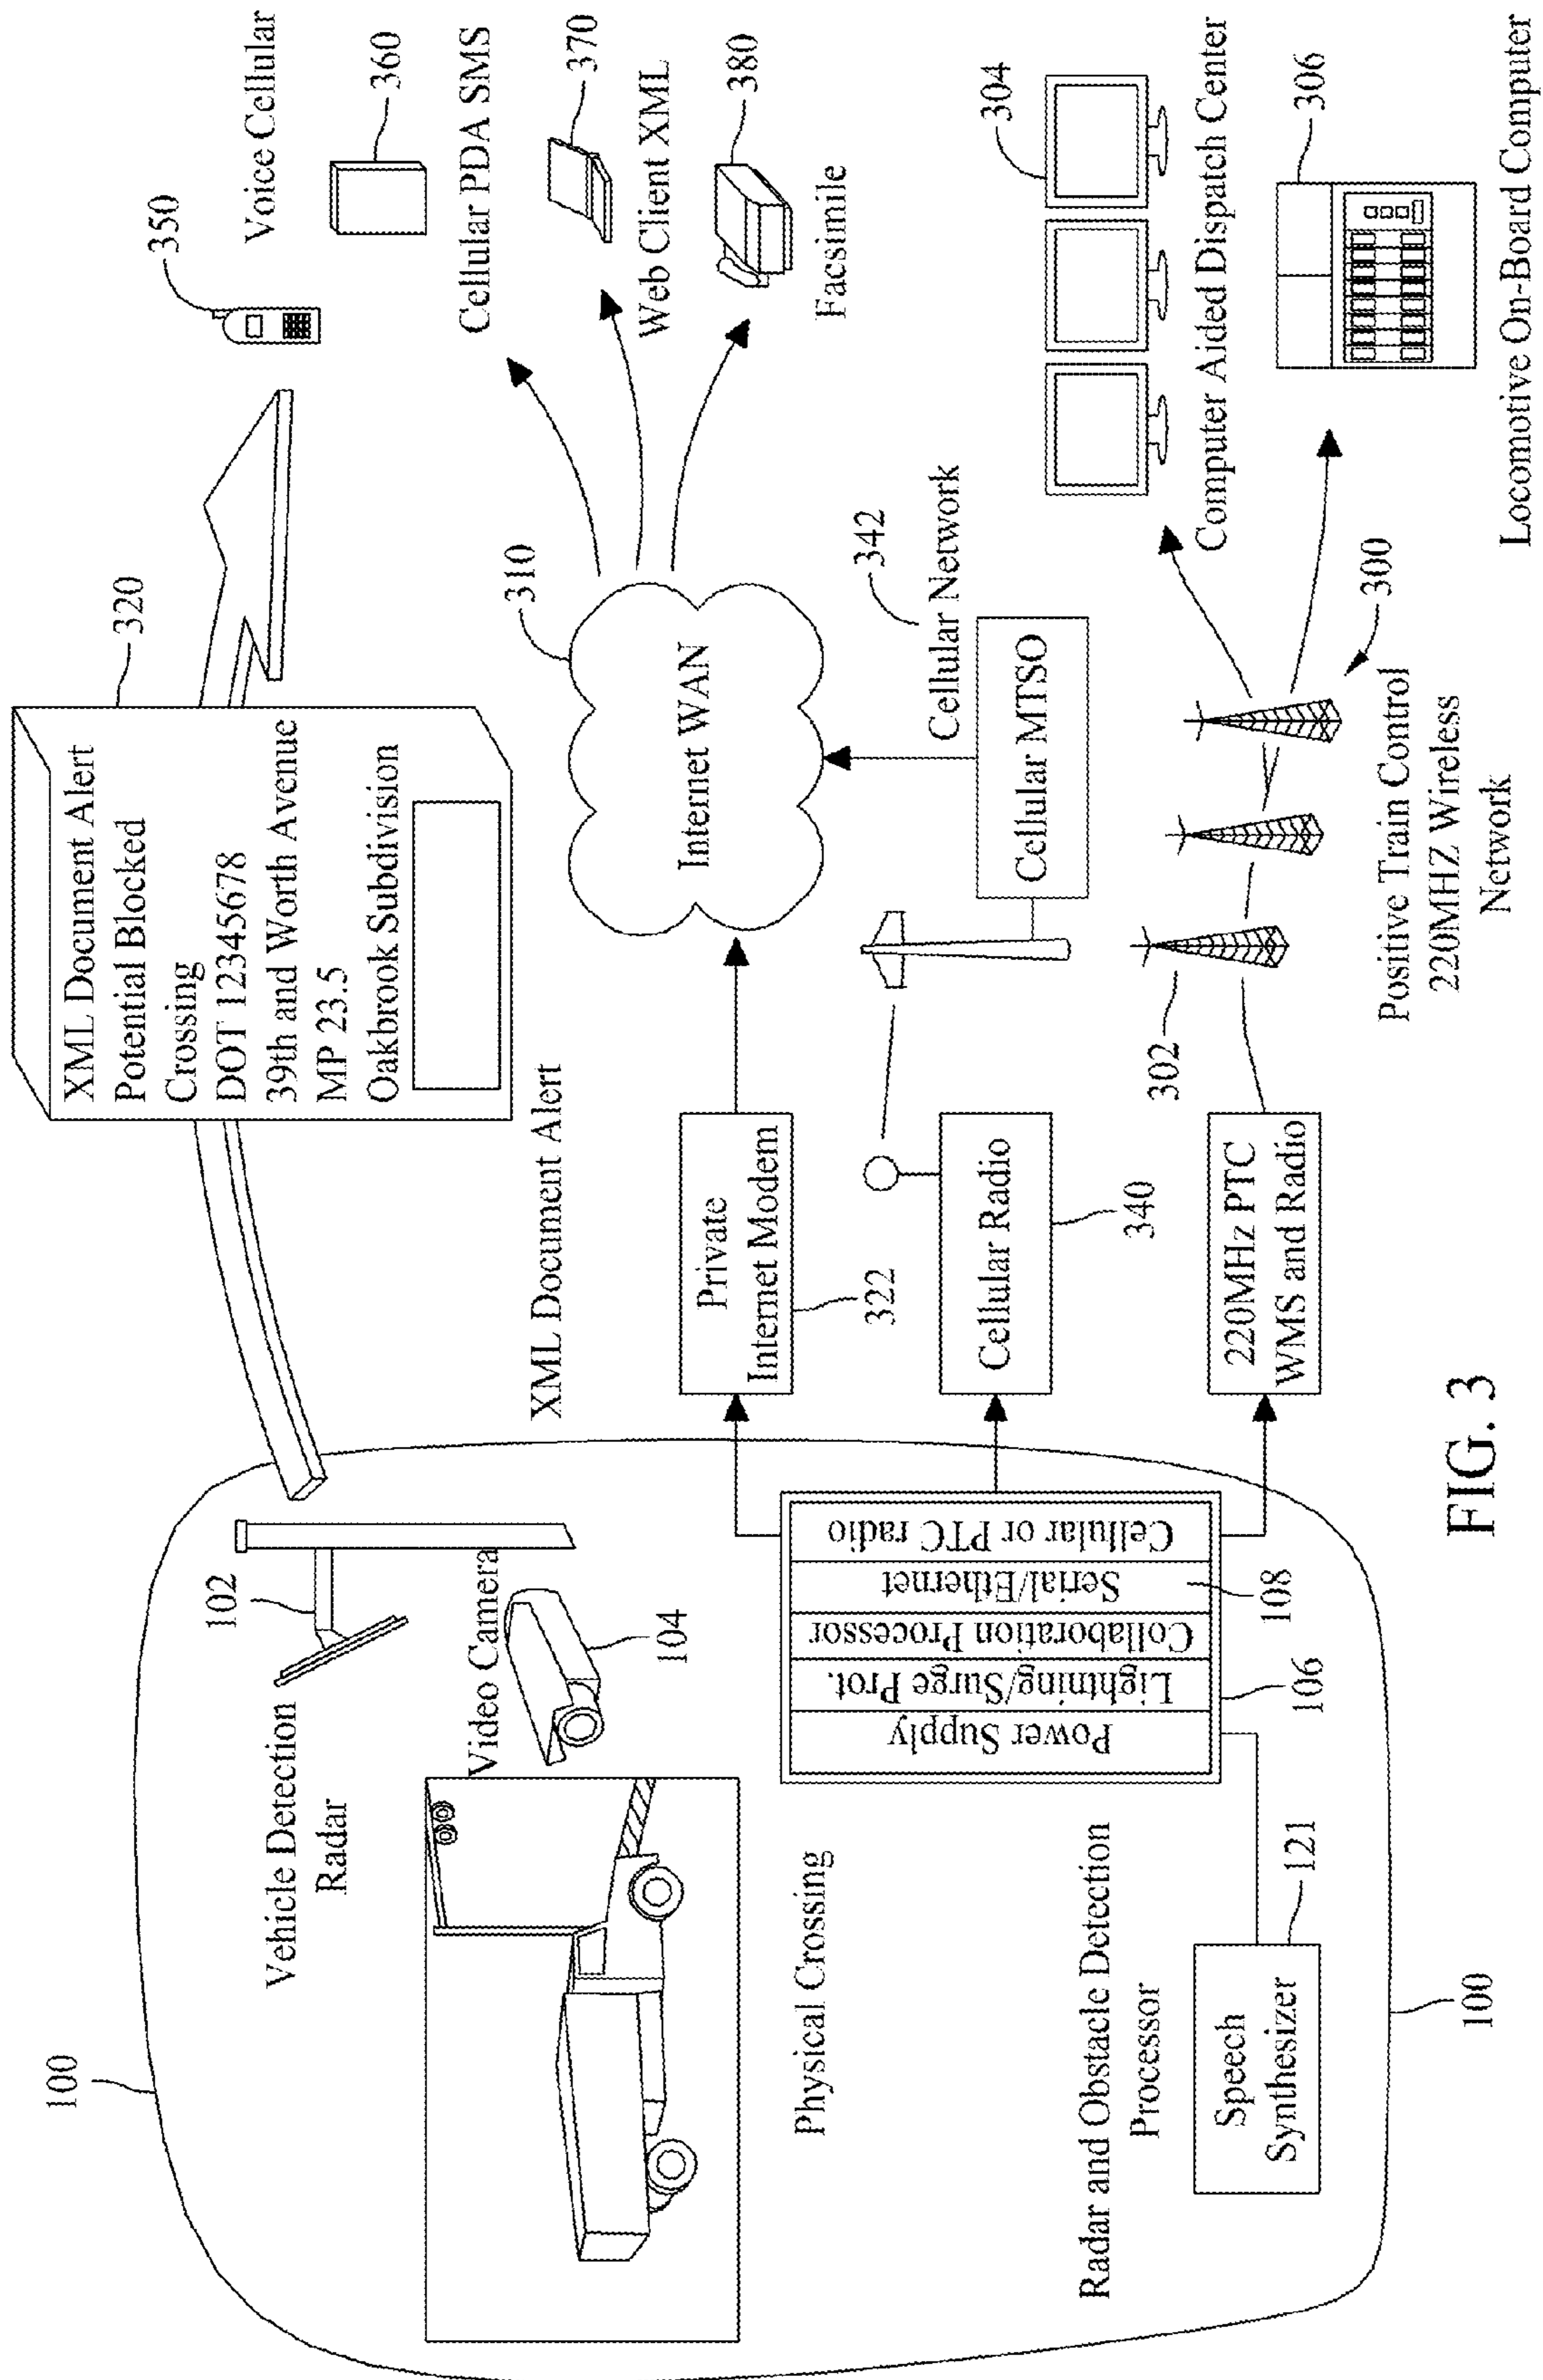 100
Vehicle Detection
Radar
102
Video Camera
104
Physical Crossing
Radar and Obstacle Detection
Processor
Speech
Synthesizer
121
100
Power Supply
Lightning/Surge Prot.
Collaboration Processor
Serial/Ethernet
Cellular or PTC radio
106
108
XML Document Alert
Potential Blocked
Crossing
DOT 12345678
39th and Worth Avenue
MP 23.5
Oakbrook Subdivision
320
XML Document Alert
Private
Internet Modem
322
Cellular Radio
340
220MHz PTC
WMS and Radio
302
Internet WAN
310
Cellular Network
342
Cellular MTSO
Positive Train Control
220MHZ Wireless
Network
300
350
Voice Cellular
360
Cellular PDA SMS
370
Web Client XML
380
Facsimile
304
Computer Aided Dispatch Center
306
Locomotive On-Board Computer
FIG. 3